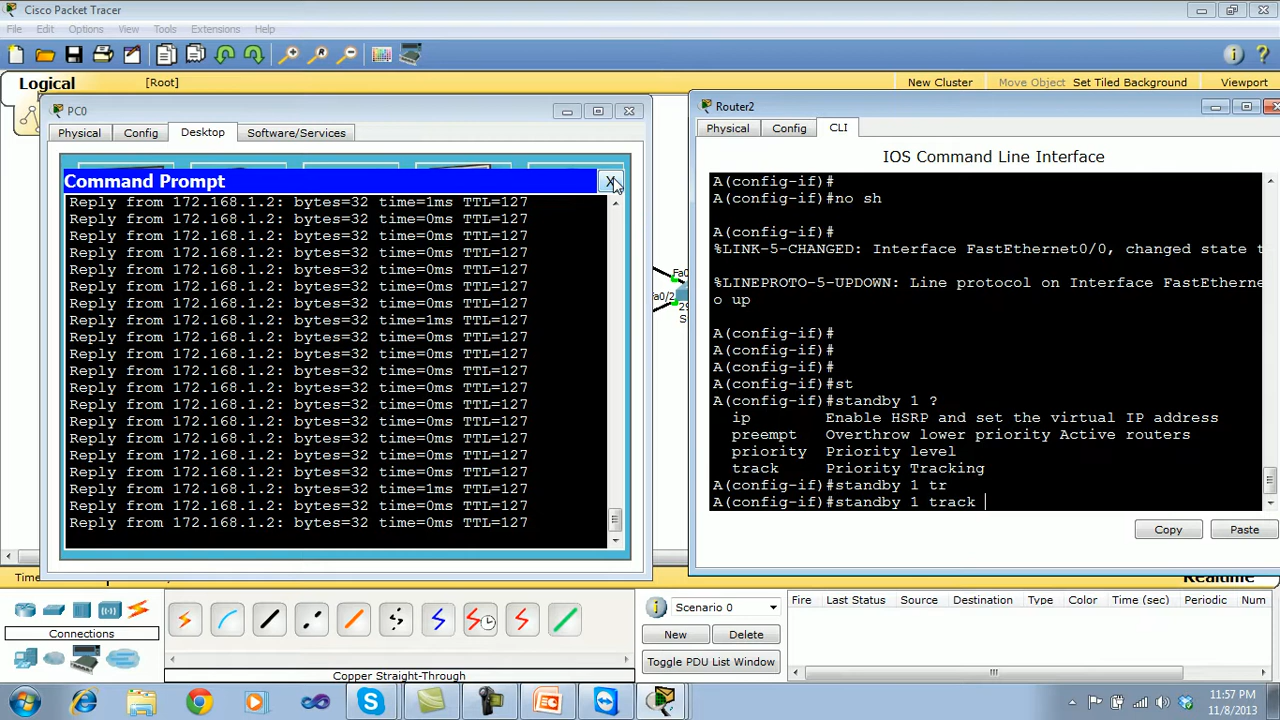 Cisco Packet Tracer
File Edit Options View Tools Extensions Help
Logical
[Root]
New Cluster
Move Object
Set Tiled Background
Viewport
PC0
Physical
Config
Desktop
Software/Services
Command Prompt
X
Reply from 172.168.1.2: bytes=32 time=1ms TTL=127
Reply from 172.168.1.2: bytes=32 time=0ms TTL=127
Reply from 172.168.1.2: bytes=32 time=0ms TTL=127
Reply from 172.168.1.2: bytes=32 time=0ms TTL=127
Reply from 172.168.1.2: bytes=32 time=0ms TTL=127
Reply from 172.168.1.2: bytes=32 time=0ms TTL=127
Reply from 172.168.1.2: bytes=32 time=0ms TTL=127
Reply from 172.168.1.2: bytes=32 time=1ms TTL=127
Reply from 172.168.1.2: bytes=32 time=0ms TTL=127
Reply from 172.168.1.2: bytes=32 time=0ms TTL=127
Reply from 172.168.1.2: bytes=32 time=0ms TTL=127
Reply from 172.168.1.2: bytes=32 time=0ms TTL=127
Reply from 172.168.1.2: bytes=32 time=0ms TTL=127
Reply from 172.168.1.2: bytes=32 time=0ms TTL=127
Reply from 172.168.1.2: bytes=32 time=0ms TTL=127
Reply from 172.168.1.2: bytes=32 time=0ms TTL=127
Reply from 172.168.1.2: bytes=32 time=0ms TTL=127
Reply from 172.168.1.2: bytes=32 time=0ms TTL=127
Reply from 172.168.1.2: bytes=32 time=0ms TTL=127
Reply from 172.168.1.2: bytes=32 time=0ms TTL=127
Fa0
Fa0/2
29
S
Router2
Physical
Config
CLI
IOS Command Line Interface
A(config-if)#
A(config-if)#no sh
A(config-if)#
%LINK-5-CHANGED: Interface FastEthernet0/0, changed state t
%LINEPROTO-5-UPDOWN: Line protocol on Interface FastEtherne
o up
A(config-if)#
A(config-if)#
A(config-if)#
A(config-if)#st
A(config-if)#standby 1 ?
ip Enable HSRP and set the virtual IP address
preempt Overthrow lower priority Active routers
priority Priority level
track Priority Tracking
A(config-if)#standby 1 tr
A(config-if)#standby 1 track
Copy
Paste
Time
Realtime
Connections
Copper Straight-Through
Scenario 0
New
Delete
Toggle PDU List Window
Fire Last Status Source Destination Type Color Time (sec) Periodic Num
11:57 PM
11/8/2013